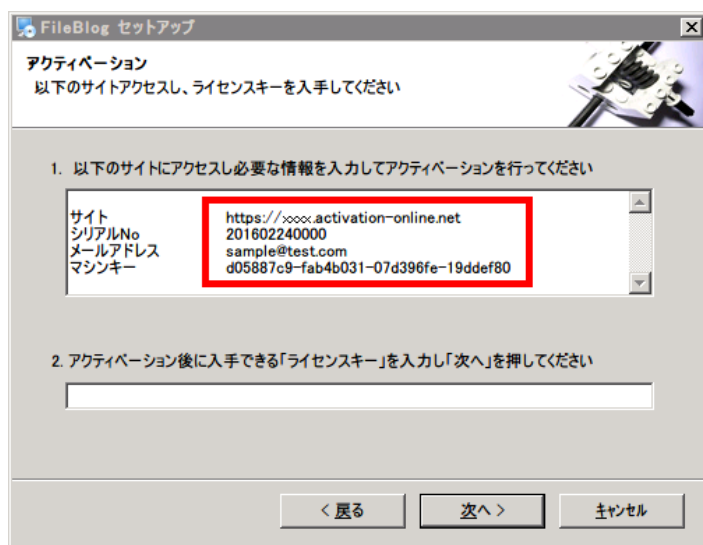 FileBlog セットアップ
アクティベーション
以下のサイトアクセスし、ライセンスキーを入手してください
1. 以下のサイトにアクセスし必要な情報を入力してアクティベーションを行ってください
サイト https://xxxx.activation-online.net
シリアルNo 201602240000
メールアドレス sample@test.com
マシンキー d05887c9-fab4b031-07d396fe-19ddef80
2. アクティベーション後に入手できる「ライセンスキー」を入力し「次へ」を押してください
< 戻る 次へ > キャンセル